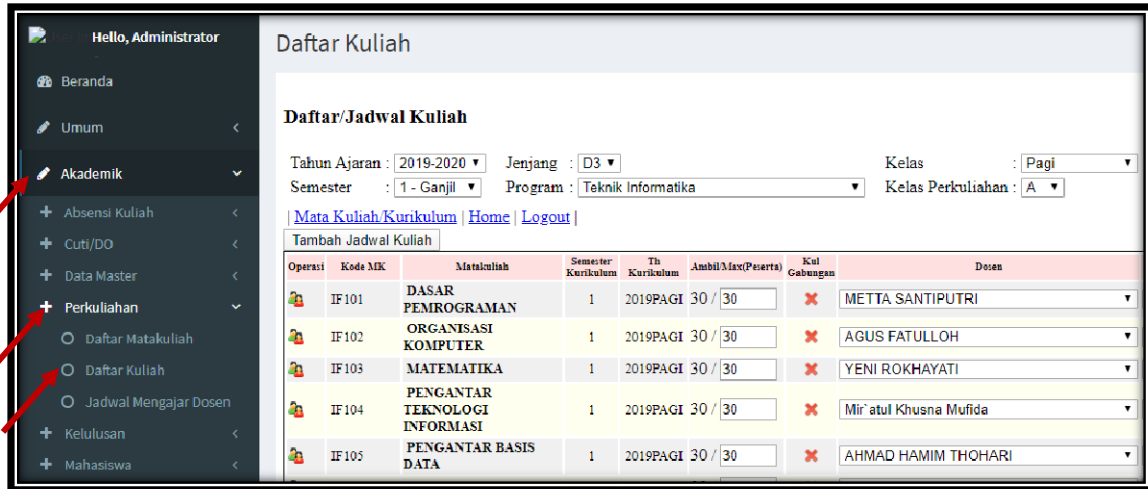 Hello, Administrator
Beranda
Umum
Akademik
Absensi Kuliah
Cuti/DO
Data Master
Perkuliahan
Daftar Matakuliah
Daftar Kuliah
Jadwal Mengajar Dosen
Kelulusan
Mahasiswa
Daftar Kuliah
Daftar/Jadwal Kuliah
Tahun Ajaran : 2019-2020 Jenjang : D3 Kelas : Pagi
Semester : 1 - Ganjil Program : Teknik Informatika Kelas Perkuliahan : A
| Mata Kuliah/Kurikulum | Home | Logout |
Tambah Jadwal Kuliah
Operasi Kode MK Matakuliah Semester Kurikulum Th Kurikulum Ambil/Max(Peserta) Kul Gabungan Dosen
IF101 DASAR PEMROGRAMAN 1 2019PAGI 30 / 30 METTA SANTIPUTRI
IF102 ORGANISASI KOMPUTER 1 2019PAGI 30 / 30 AGUS FATULLOH
IF103 MATEMATIKA 1 2019PAGI 30 / 30 YENI ROKHAYATI
IF104 PENGANTAR TEKNOLOGI INFORMASI 1 2019PAGI 30 / 30 Mir`atul Khusna Mufida
IF105 PENGANTAR BASIS DATA 1 2019PAGI 30 / 30 AHMAD HAMIM THOHARI